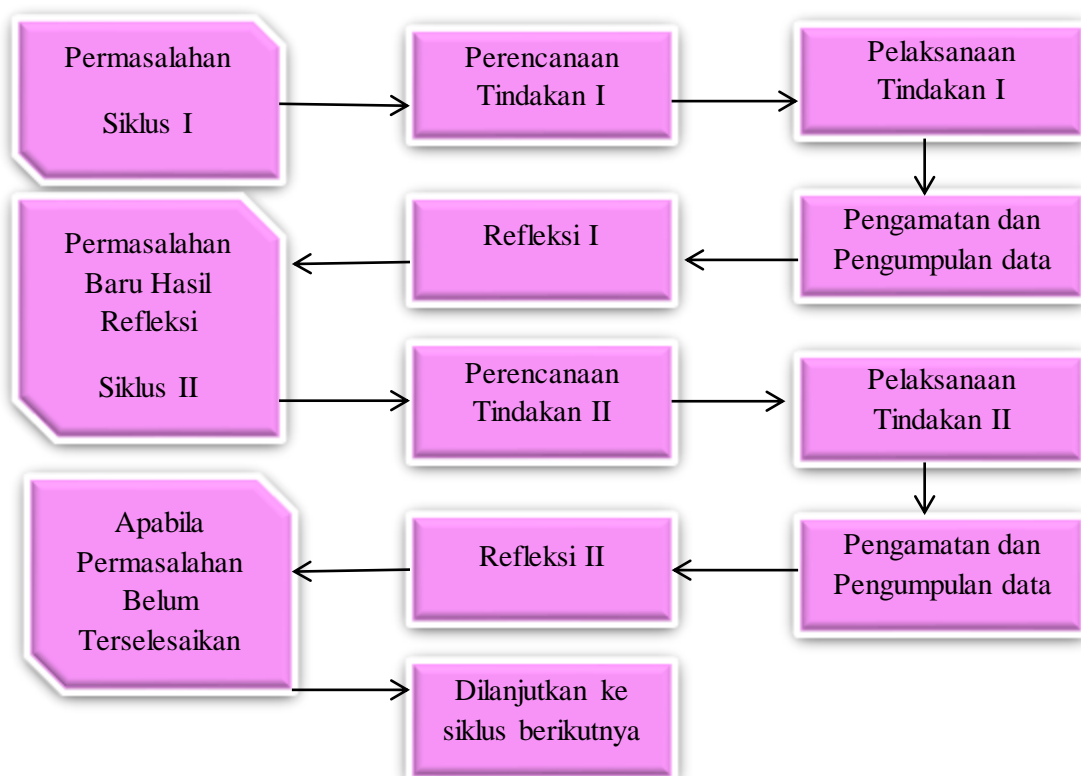 Permasalahan
Siklus I
Perencanaan
Tindakan I
Pelaksanaan
Tindakan I
Pengamatan dan
Pengumpulan data
Refleksi I
Permasalahan
Baru Hasil
Refleksi
Siklus II
Perencanaan
Tindakan II
Pelaksanaan
Tindakan II
Pengamatan dan
Pengumpulan data
Refleksi II
Apabila
Permasalahan
Belum
Terselesaikan
Dilanjutkan ke
siklus berikutnya